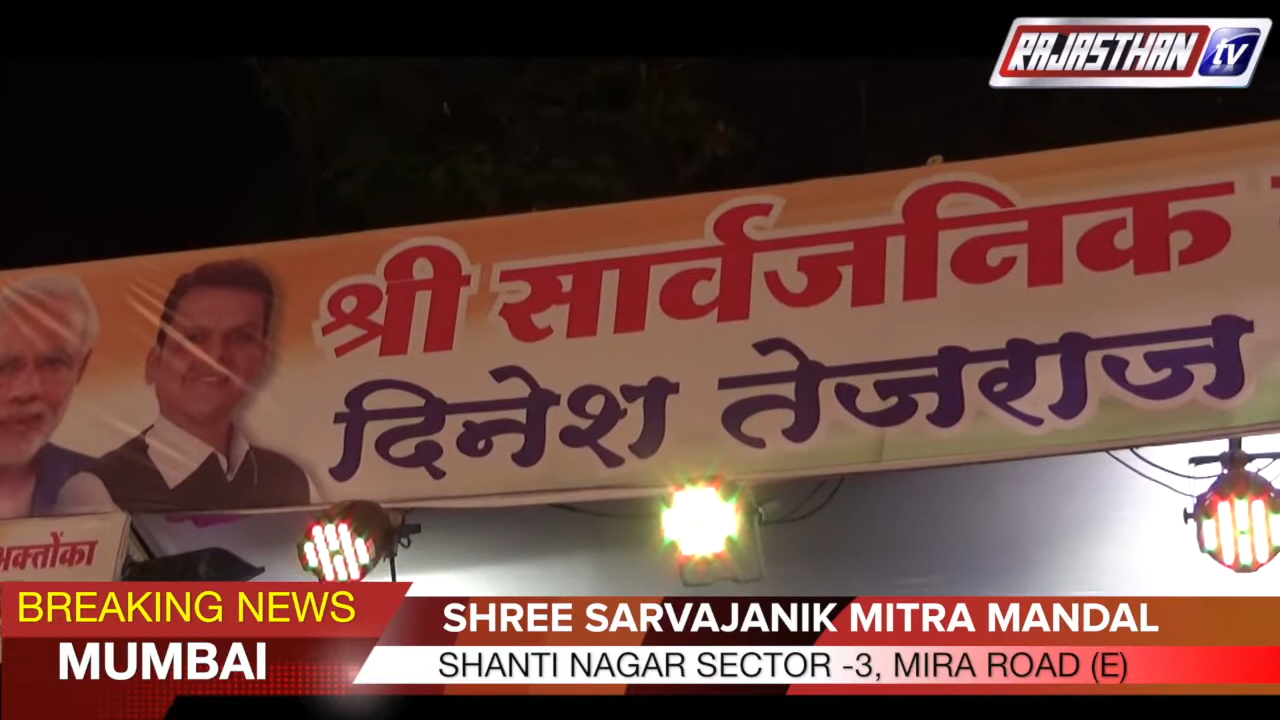 RAJASTHAN tv
श्री सार्वजनिक
दिनेश तेजराज
भक्तोंका
BREAKING NEWS
MUMBAI
SHREE SARVAJANIK MITRA MANDAL
SHANTI NAGAR SECTOR -3, MIRA ROAD (E)